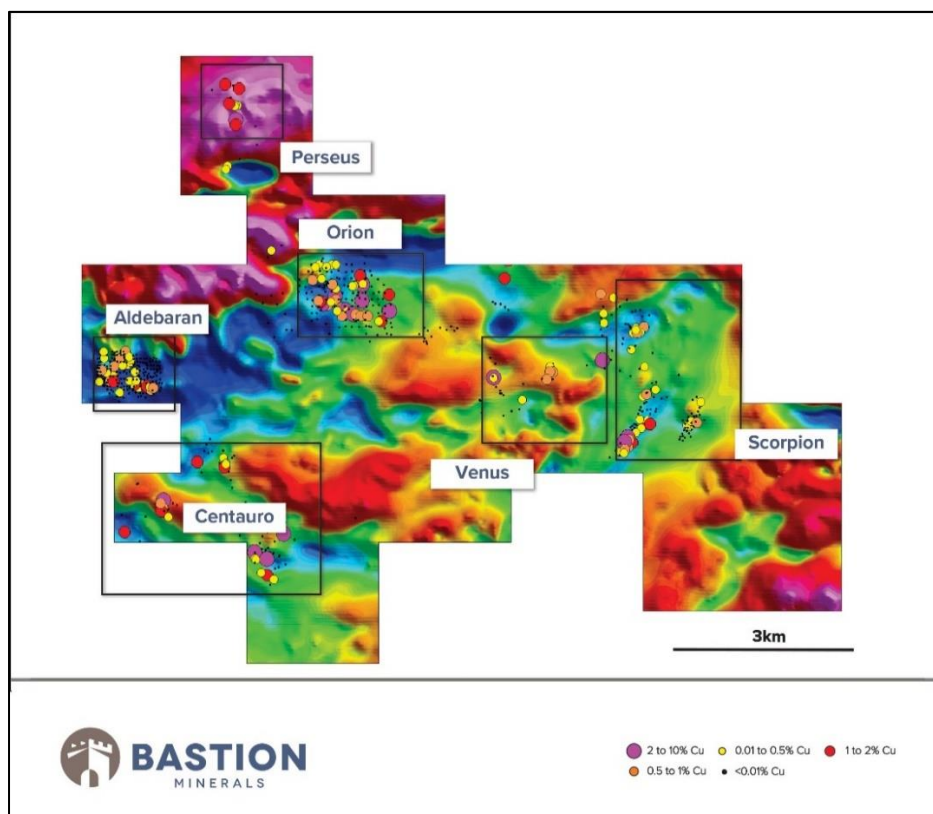 Perseus
Orion
Aldebaran
Scorpion
Venus
Centauro
3km
BASTION
MINERALS
2 to 10% Cu
0.01 to 0.5% Cu
1 to 2% Cu
0.5 to 1% Cu
<0.01% Cu